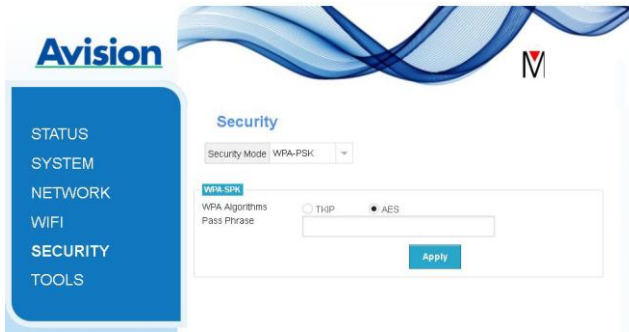 Avision
M
STATUS
SYSTEM
NETWORK
WIFI
SECURITY
TOOLS
Security
Security Mode WPA-PSK
WPA-SPK
WPA Algorithms TKIP AES
Pass Phrase
Apply